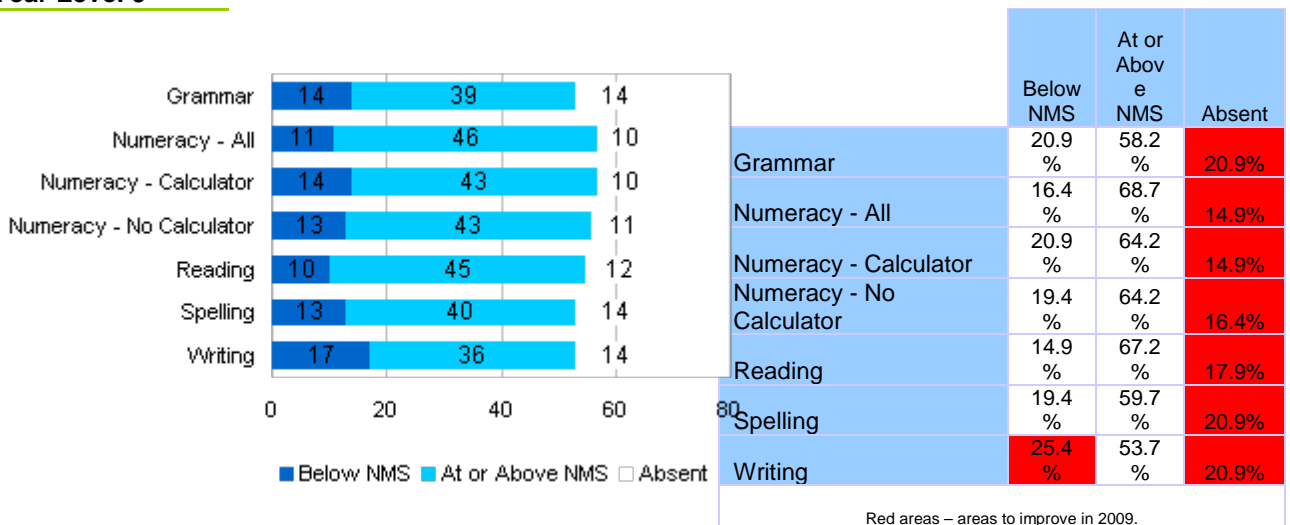 Grammar 14 39 14
Numeracy - All 11 46 10
Numeracy - Calculator 14 43 10
Numeracy - No Calculator 13 43 11
Reading 10 45 12
Spelling 13 40 14
Writing 17 36 14
0 20 40 60 80
Below NMS At or Above NMS Absent
At or
Abov
Below e
NMS NMS Absent
20.9 58.2
Grammar % % 20.9%
16.4 68.7
Numeracy - All % % 14.9%
20.9 64.2
Numeracy - Calculator % % 14.9%
Numeracy - No 19.4 64.2
Calculator % % 16.4%
14.9 67.2
Reading % % 17.9%
19.4 59.7
Spelling % % 20.9%
25.4 53.7
Writing % % 20.9%
Red areas – areas to improve in 2009.